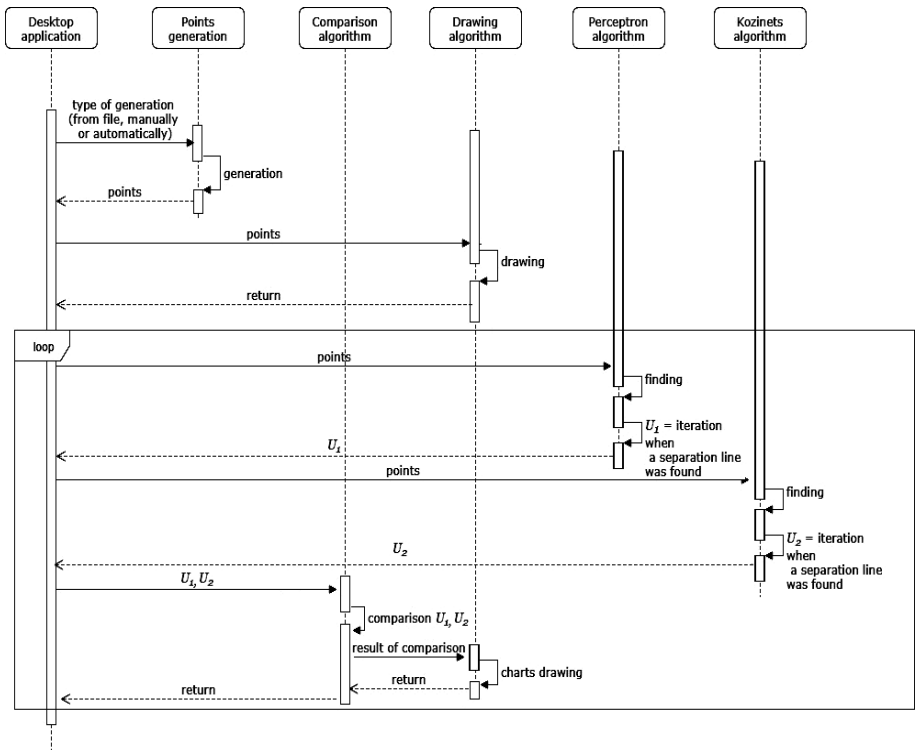 Desktop
application
Points
generation
Comparison
algorithm
Drawing
algorithm
Perceptron
algorithm
Kozinets
algorithm
type of generation
(from file, manually
or automatically)
generation
points
points
drawing
return
loop
points
finding
U₁ = iteration
when
a separation line
was found
U₁
points
finding
U₂ = iteration
when
a separation line
was found
U₂
U₁, U₂
comparison U₁, U₂
result of comparison
charts drawing
return
return